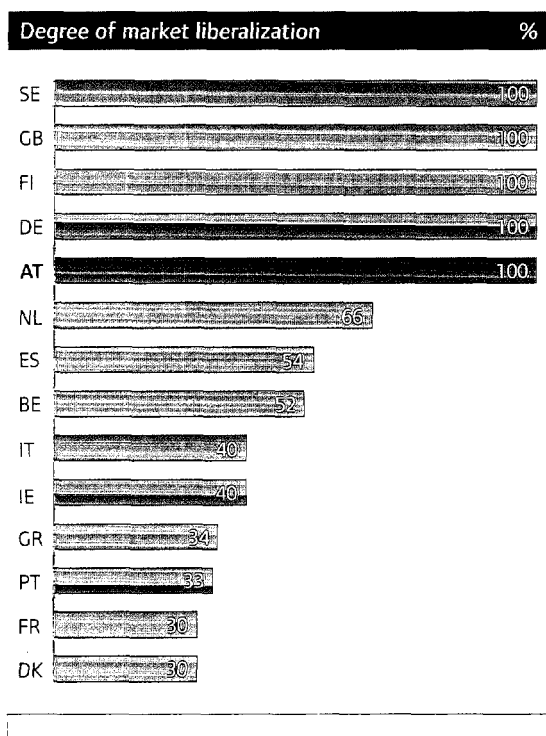 Degree of market liberalization %
SE 100
GB 100
FI 100
DE 100
AT 100
NL 66
ES 54
BE 52
IT 40
IE 40
GR 34
PT 33
FR 30
DK 30